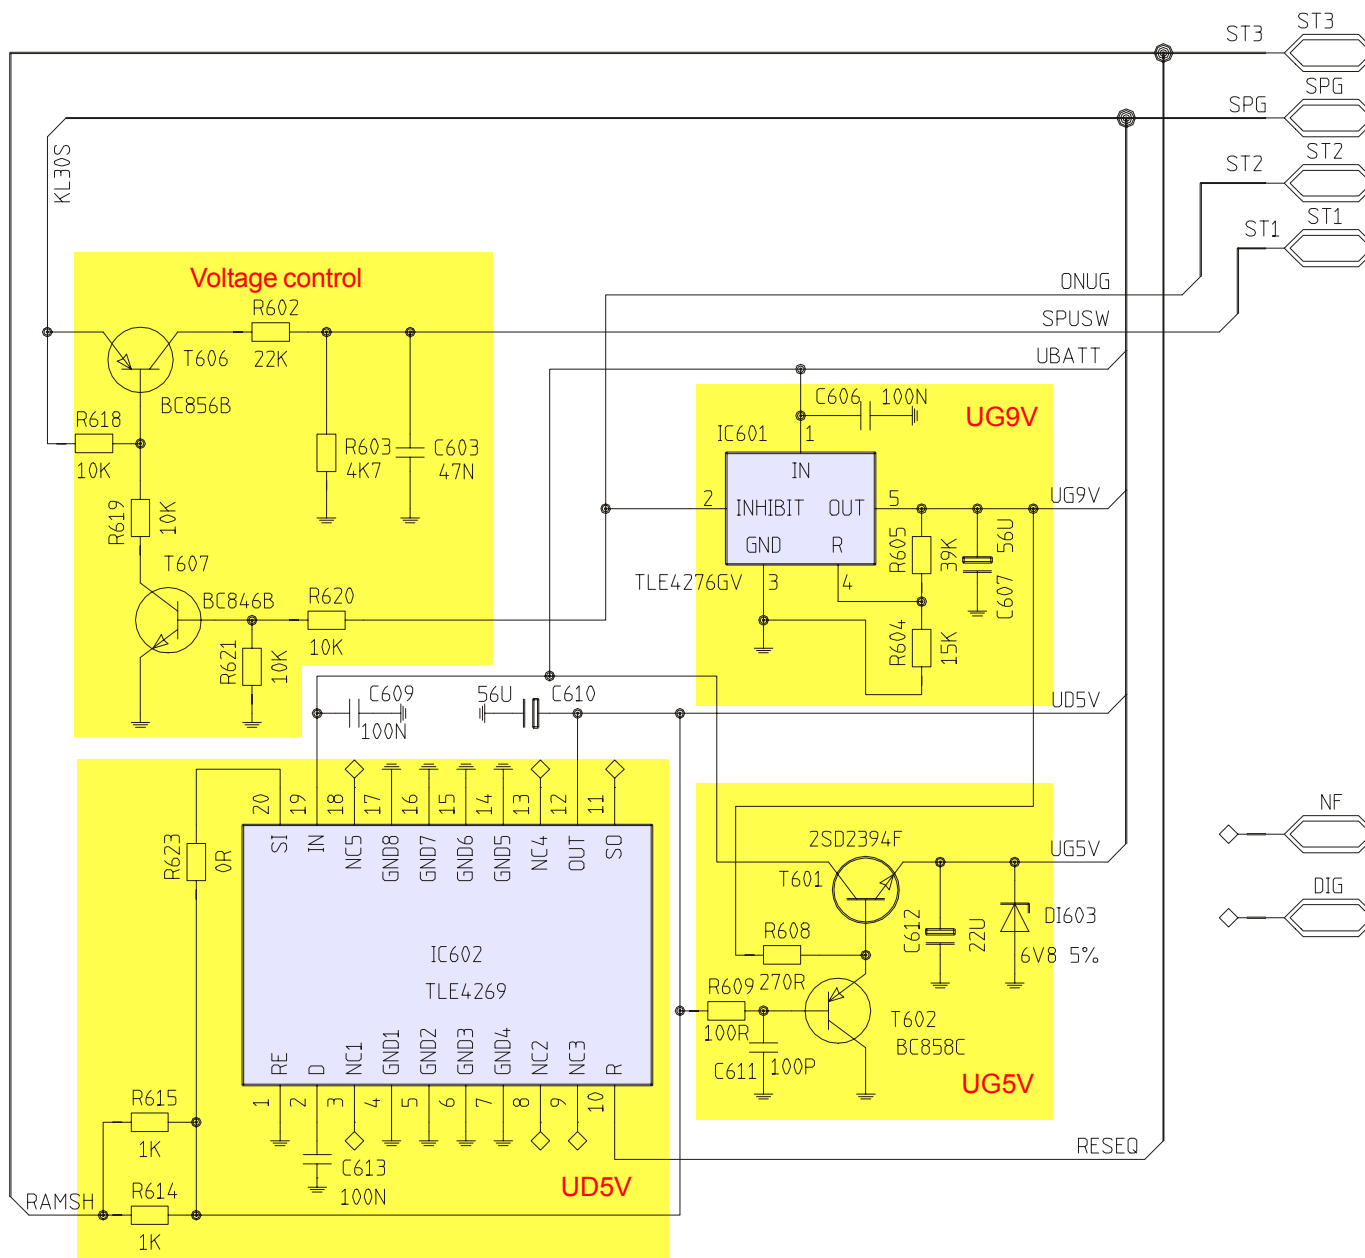 ST3
ST3
SPG
SPG
ST2
ST2
ST1
ST1
KL30S
Voltage control
ONUG
SPUSW
UBATT
R602
22K
T606
BC856B
R618
10K
R603
4K7
C603
47N
R619
10K
T607
BC846B
R620
10K
R621
10K
C606
100N
UG9V
IC601
1
IN
2
INHIBIT
OUT
5
UG9V
GND
R
TLE4276GV
3
4
R605
39K
56U
C607
R604
15K
C609
100N
56U
C610
UD5V
20
19
18
17
16
15
14
13
12
11
SI
IN
NC5
GND8
GND7
GND6
GND5
NC4
OUT
SO
R623
0R
IC602
TLE4269
RE
D
NC1
GND1
GND2
GND3
GND4
NC2
NC3
R
1
2
3
4
5
6
7
8
9
10
R615
1K
C613
100N
UD5V
RAMSH
R614
1K
2SD2394F
T601
UG5V
R608
270R
C612
22U
DI603
6V8 5%
R609
100R
C611
100P
T602
BC858C
UG5V
RESEQ
NF
DIG